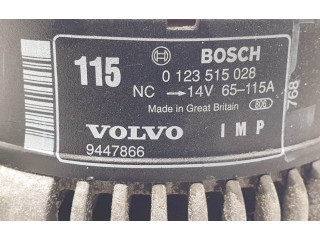 115 BOSCH
0 123 515 028
NC → 14V 65-115A
Made in Great Britain
768
VOLVO IMP
9447866